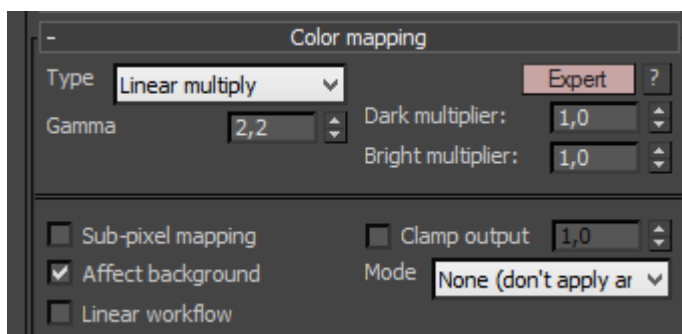 - Color mapping
Type Linear multiply Expert ?
Gamma 2,2 Dark multiplier: 1,0
Bright multiplier: 1,0
Sub-pixel mapping Clamp output 1,0
Affect background Mode None (don't apply ar
Linear workflow